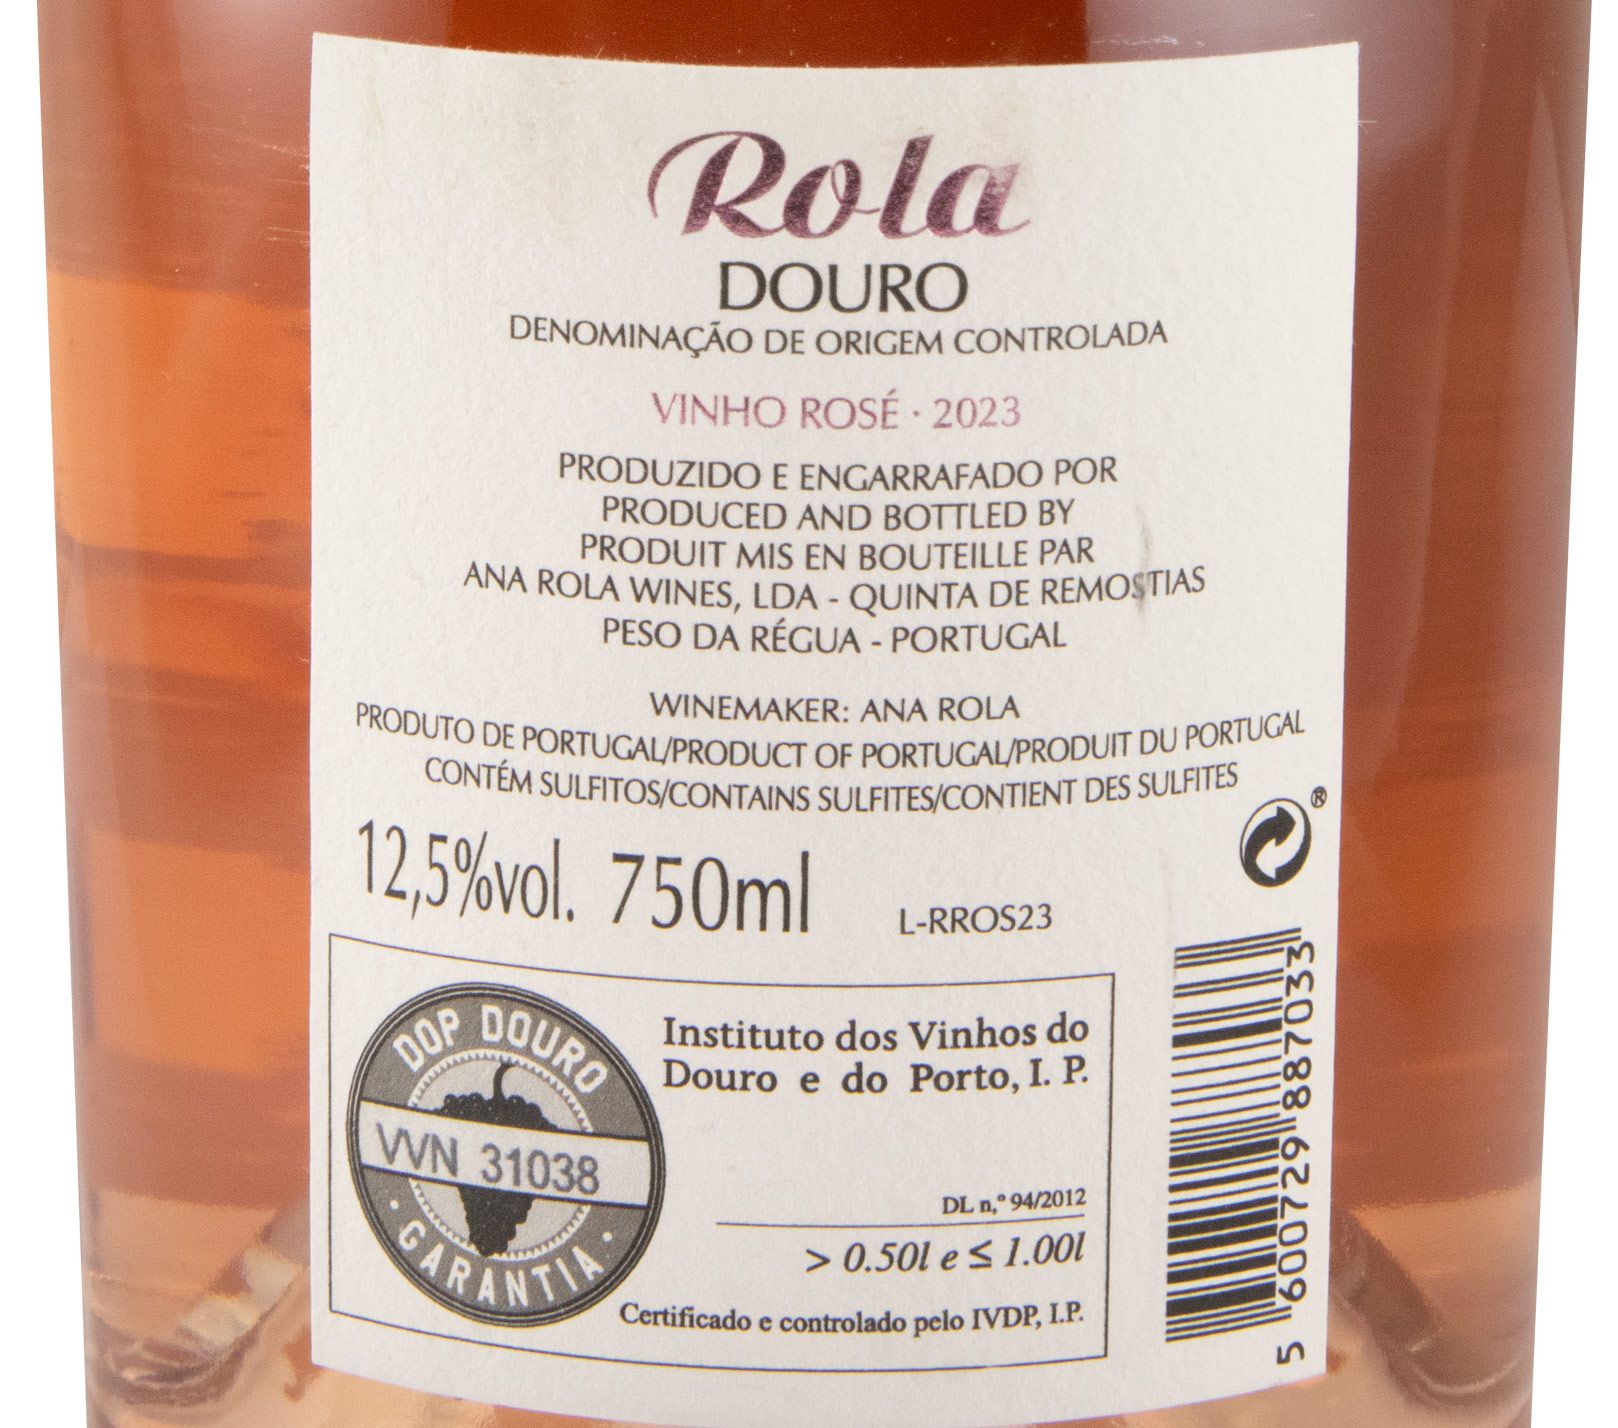 Rola
DOURO
DENOMINAÇÃO DE ORIGEM CONTROLADA
VINHO ROSÉ · 2023
PRODUZIDO E ENGARRAFADO POR
PRODUCED AND BOTTLED BY
PRODUIT MIS EN BOUTEILLE PAR
ANA ROLA WINES, LDA - QUINTA DE REMOSTIAS
PESO DA RÉGUA - PORTUGAL
WINEMAKER: ANA ROLA
PRODUTO DE PORTUGAL/PRODUCT OF PORTUGAL/PRODUIT DU PORTUGAL
CONTÉM SULFITOS/CONTAINS SULFITES/CONTIENT DES SULFITES
®
12,5%vol. 750ml
L-RROS23
DOP DOURO
VVN 31038
· GARANTIA ·
Instituto dos Vinhos do
Douro e do Porto, I. P.
DL n,º 94/2012
> 0.50l e ≤ 1.00l
Certificado e controlado pelo IVDP, I.P.
5 600729 887033